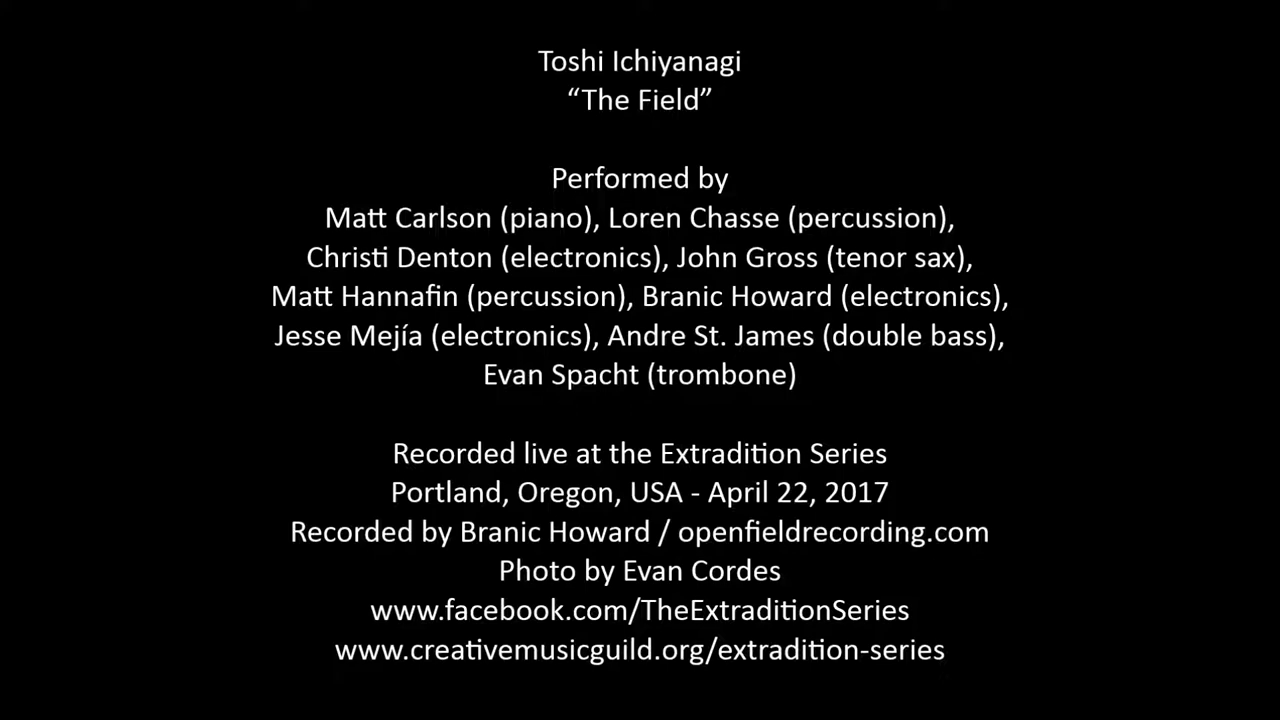 Toshi Ichiyanagi
“The Field”
Performed by
Matt Carlson (piano), Loren Chasse (percussion),
Christi Denton (electronics), John Gross (tenor sax),
Matt Hannafin (percussion), Branic Howard (electronics),
Jesse Mejía (electronics), Andre St. James (double bass),
Evan Spacht (trombone)
Recorded live at the Extradition Series
Portland, Oregon, USA - April 22, 2017
Recorded by Branic Howard / openfieldrecording.com
Photo by Evan Cordes
www.facebook.com/TheExtraditionSeries
www.creativemusicguild.org/extradition-series